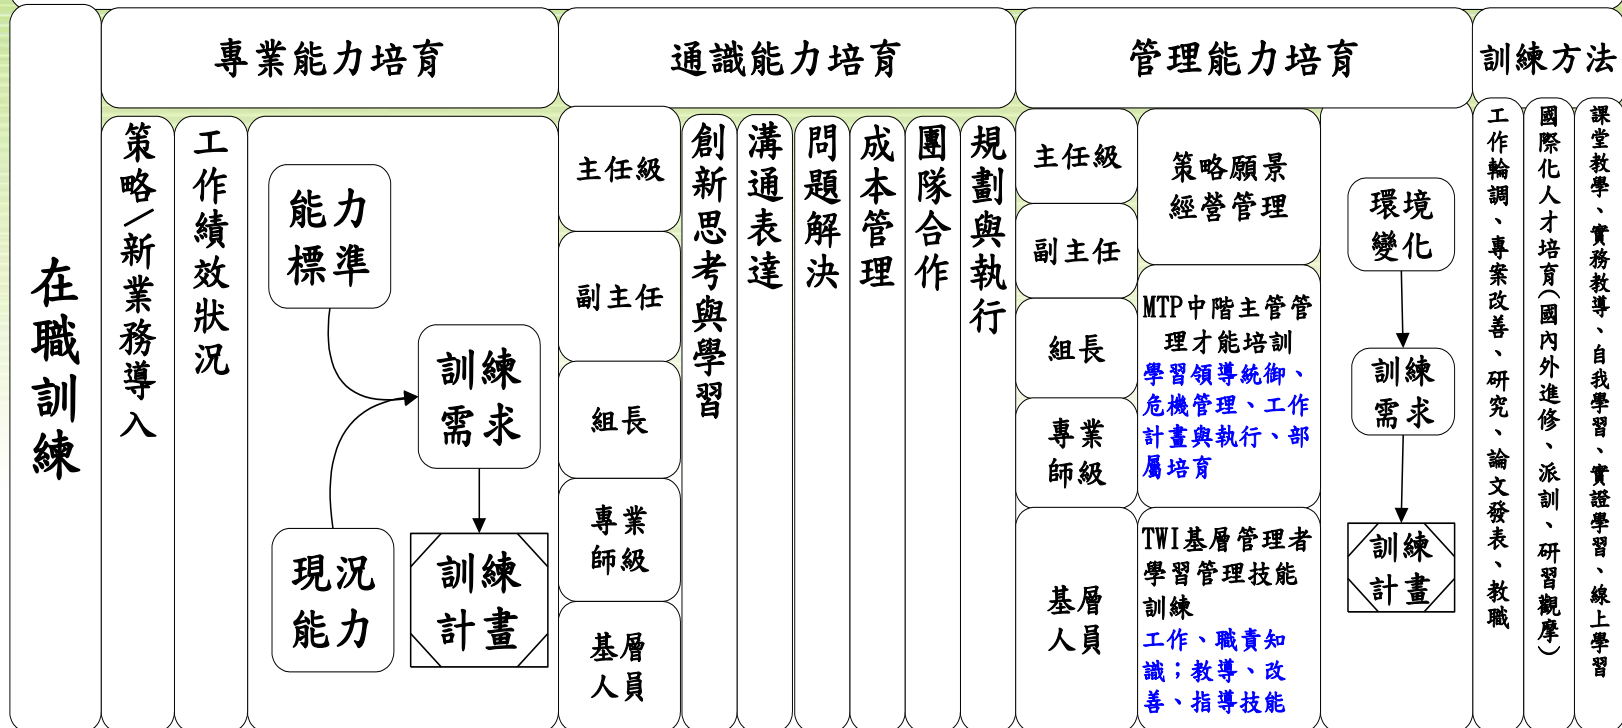 在職訓練
專業能力培育
通識能力培育
管理能力培育
訓練方法
策略/新業務導入
工作績效狀況
能力
標準
訓練
需求
現況
能力
訓練
計畫
主任級
副主任
組長
專業
師級
基層
人員
創新思考與學習
溝通表達
問題解決
成本管理
團隊合作
規劃與執行
主任級
副主任
組長
專業
師級
基層
人員
策略願景
經營管理
MTP中階主管管
理才能培訓
學習領導統御、
危機管理、工作
計畫與執行、部
屬培育
TWI基層管理者
學習管理技能
訓練
工作、職責知
識;教導、改
善、指導技能
環境
變化
訓練
需求
訓練
計畫
工作輪調、專案改善、研究、論文發表、教職
國際化人才培育(國內外進修、派訓、研習觀摩)
課堂教學、實務教導、自我學習、實證學習、線上學習